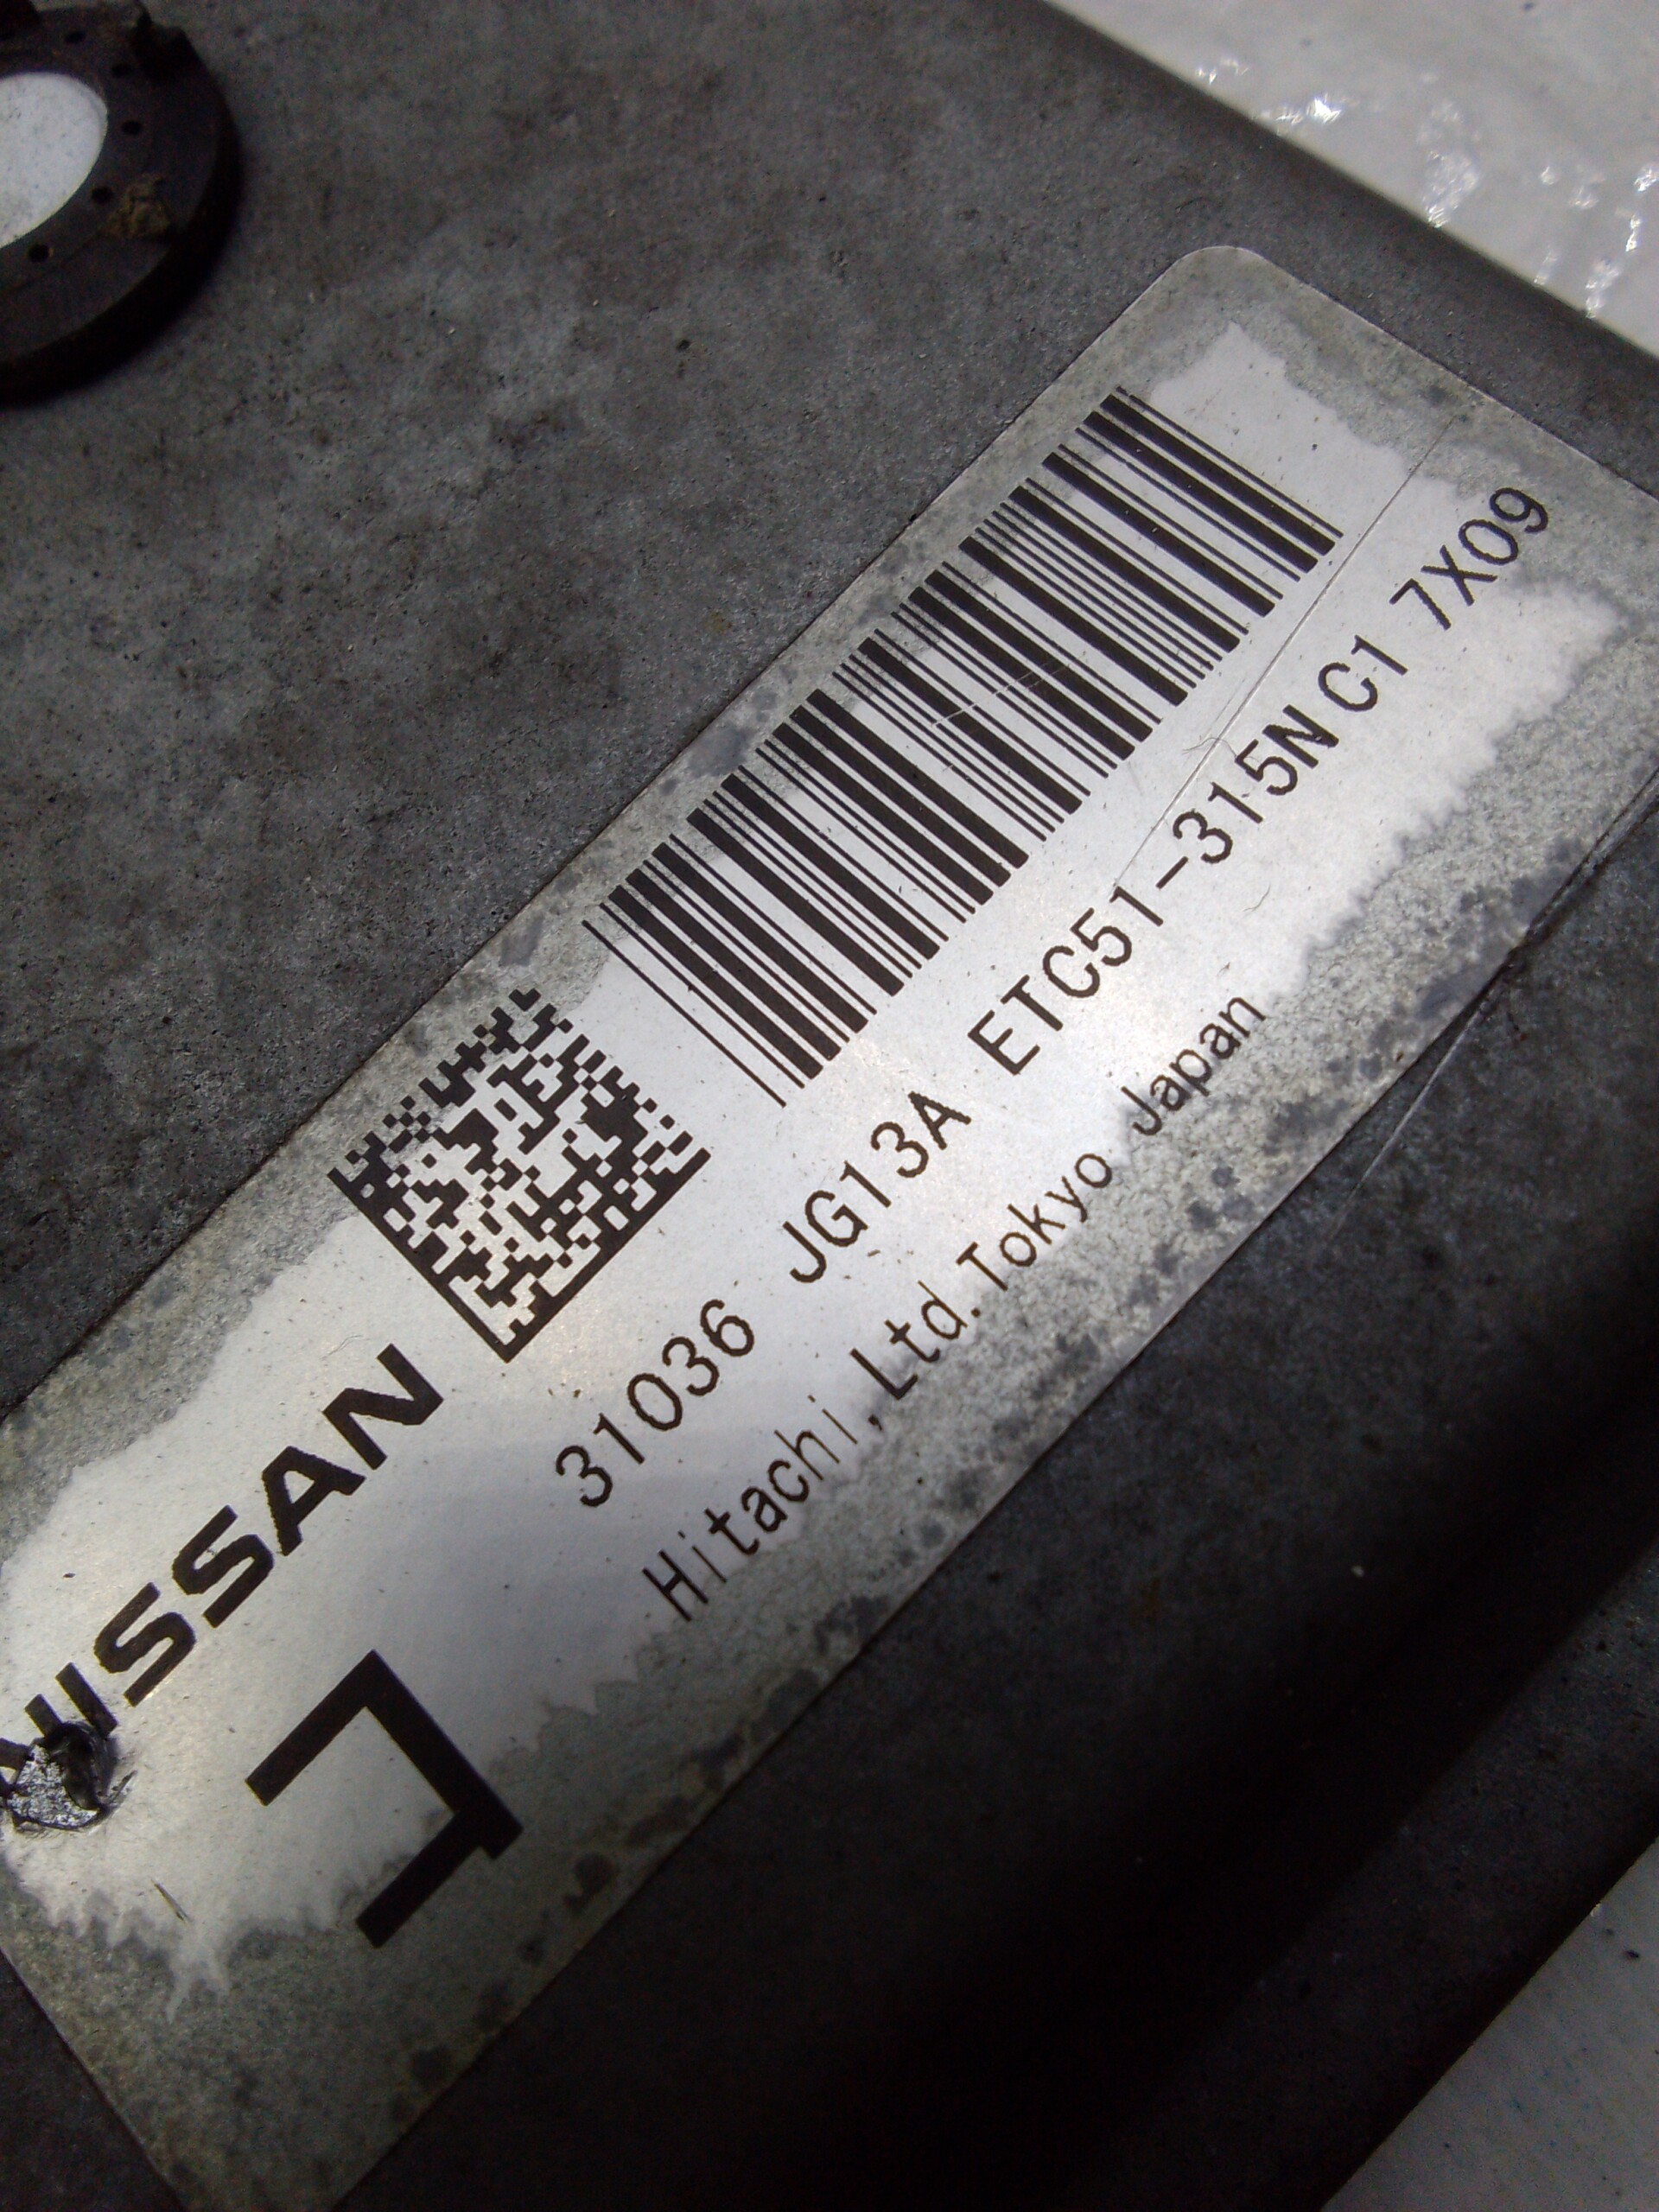 NISSAN
31036 JG13A ETC51-315N C1 7X09
Hitachi, Ltd. Tokyo Japan